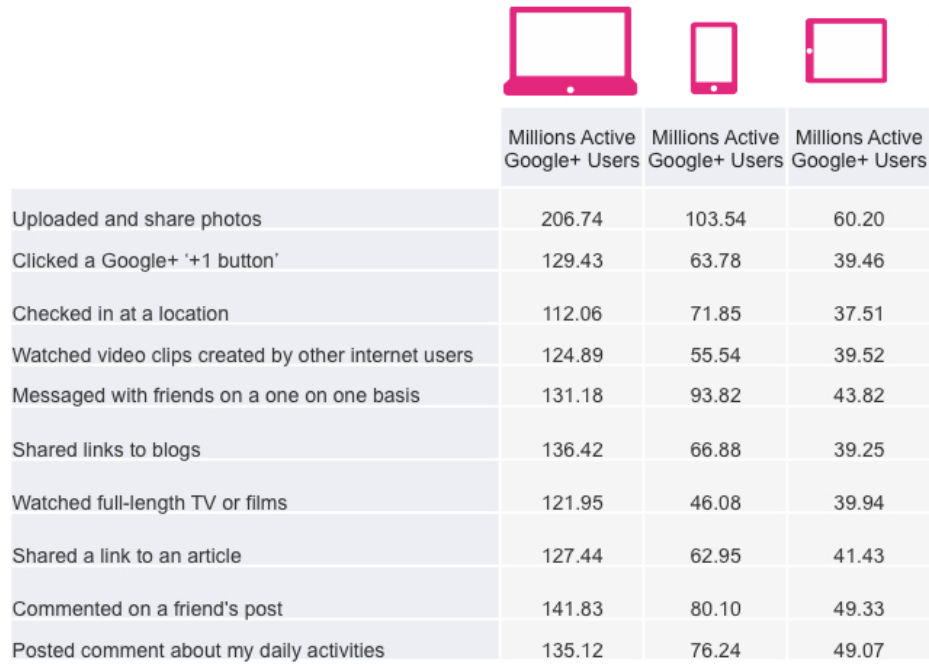 Millions Active Millions Active Millions Active
Google+ Users Google+ Users Google+ Users
Uploaded and share photos 206.74 103.54 60.20
Clicked a Google+ ‘+1 button’ 129.43 63.78 39.46
Checked in at a location 112.06 71.85 37.51
Watched video clips created by other internet users 124.89 55.54 39.52
Messaged with friends on a one on one basis 131.18 93.82 43.82
Shared links to blogs 136.42 66.88 39.25
Watched full-length TV or films 121.95 46.08 39.94
Shared a link to an article 127.44 62.95 41.43
Commented on a friend's post 141.83 80.10 49.33
Posted comment about my daily activities 135.12 76.24 49.07